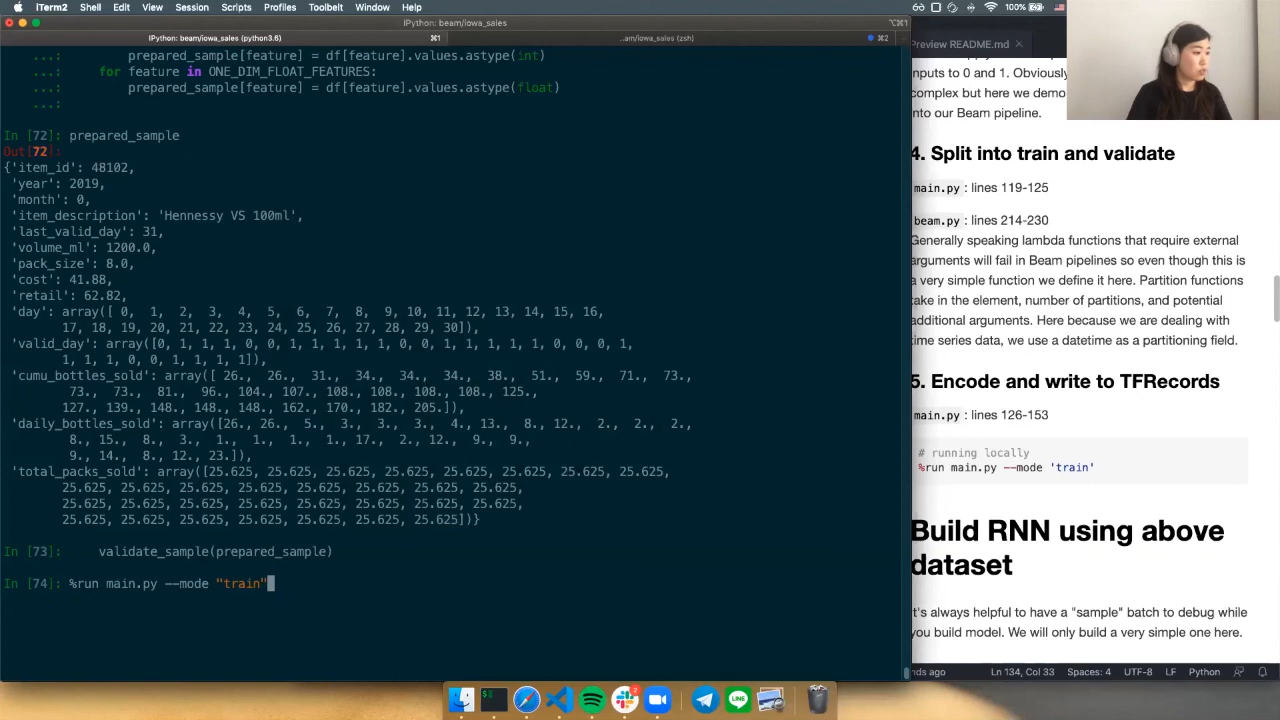 iTerm2 Shell Edit View Session Scripts Profiles Toolbelt Window Help
100%
IPython: beam/iowa_sales
⌥⌘1
IPython: beam/iowa_sales (python3.6) ⌘1
..am/iowa_sales (zsh) ⌘2
...: prepared_sample[feature] = df[feature].values.astype(int)
...: for feature in ONE_DIM_FLOAT_FEATURES:
...: prepared_sample[feature] = df[feature].values.astype(float)
...:
In [72]: prepared_sample
Out[72]:
{'item_id': 48102,
'year': 2019,
'month': 0,
'item_description': 'Hennessy VS 100ml',
'last_valid_day': 31,
'volume_ml': 1200.0,
'pack_size': 8.0,
'cost': 41.88,
'retail': 62.82,
'day': array([ 0, 1, 2, 3, 4, 5, 6, 7, 8, 9, 10, 11, 12, 13, 14, 15, 16,
17, 18, 19, 20, 21, 22, 23, 24, 25, 26, 27, 28, 29, 30]),
'valid_day': array([0, 1, 1, 1, 0, 0, 1, 1, 1, 1, 1, 0, 0, 1, 1, 1, 1, 1, 0, 0, 0, 1,
1, 1, 1, 0, 0, 1, 1, 1, 1]),
'cumu_bottles_sold': array([ 26., 26., 31., 34., 34., 34., 38., 51., 59., 71., 73.,
73., 73., 81., 96., 104., 107., 108., 108., 108., 108., 125.,
127., 139., 148., 148., 148., 162., 170., 182., 205.]),
'daily_bottles_sold': array([26., 26., 5., 3., 3., 3., 4., 13., 8., 12., 2., 2., 2.,
8., 15., 8., 3., 1., 1., 1., 1., 17., 2., 12., 9., 9.,
9., 14., 8., 12., 23.]),
'total_packs_sold': array([25.625, 25.625, 25.625, 25.625, 25.625, 25.625, 25.625, 25.625,
25.625, 25.625, 25.625, 25.625, 25.625, 25.625, 25.625,
25.625, 25.625, 25.625, 25.625, 25.625, 25.625, 25.625,
25.625, 25.625, 25.625, 25.625, 25.625, 25.625])}
In [73]: validate_sample(prepared_sample)
In [74]: %run main.py --mode "train"
Preview README.md
inputs to 0 and 1. Obviously
complex but here we demo
into our Beam pipeline.
4. Split into train and validate
main.py : lines 119-125
beam.py : lines 214-230
Generally speaking lambda functions that require external
arguments will fail in Beam pipelines so even though this is
a very simple function we define it here. Partition functions
take in the element, number of partitions, and potential
additional arguments. Here because we are dealing with
time series data, we use a datetime as a partitioning field.
5. Encode and write to TFRecords
main.py : lines 126-153
# running locally
%run main.py --mode 'train'
Build RNN using above
dataset
It's always helpful to have a "sample" batch to debug while
you build model. We will only build a very simple one here.
nds ago Ln 134, Col 33 Spaces: 4 UTF-8 LF Python
2
LINE